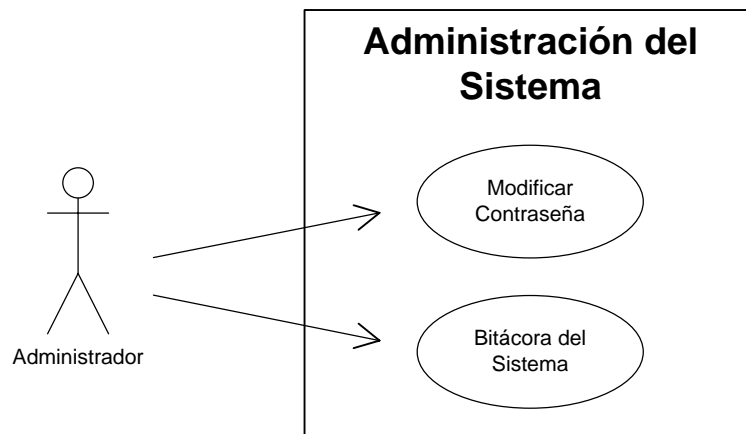 Administración del
Sistema
Modificar
Contraseña
Bitácora del
Sistema
Administrador